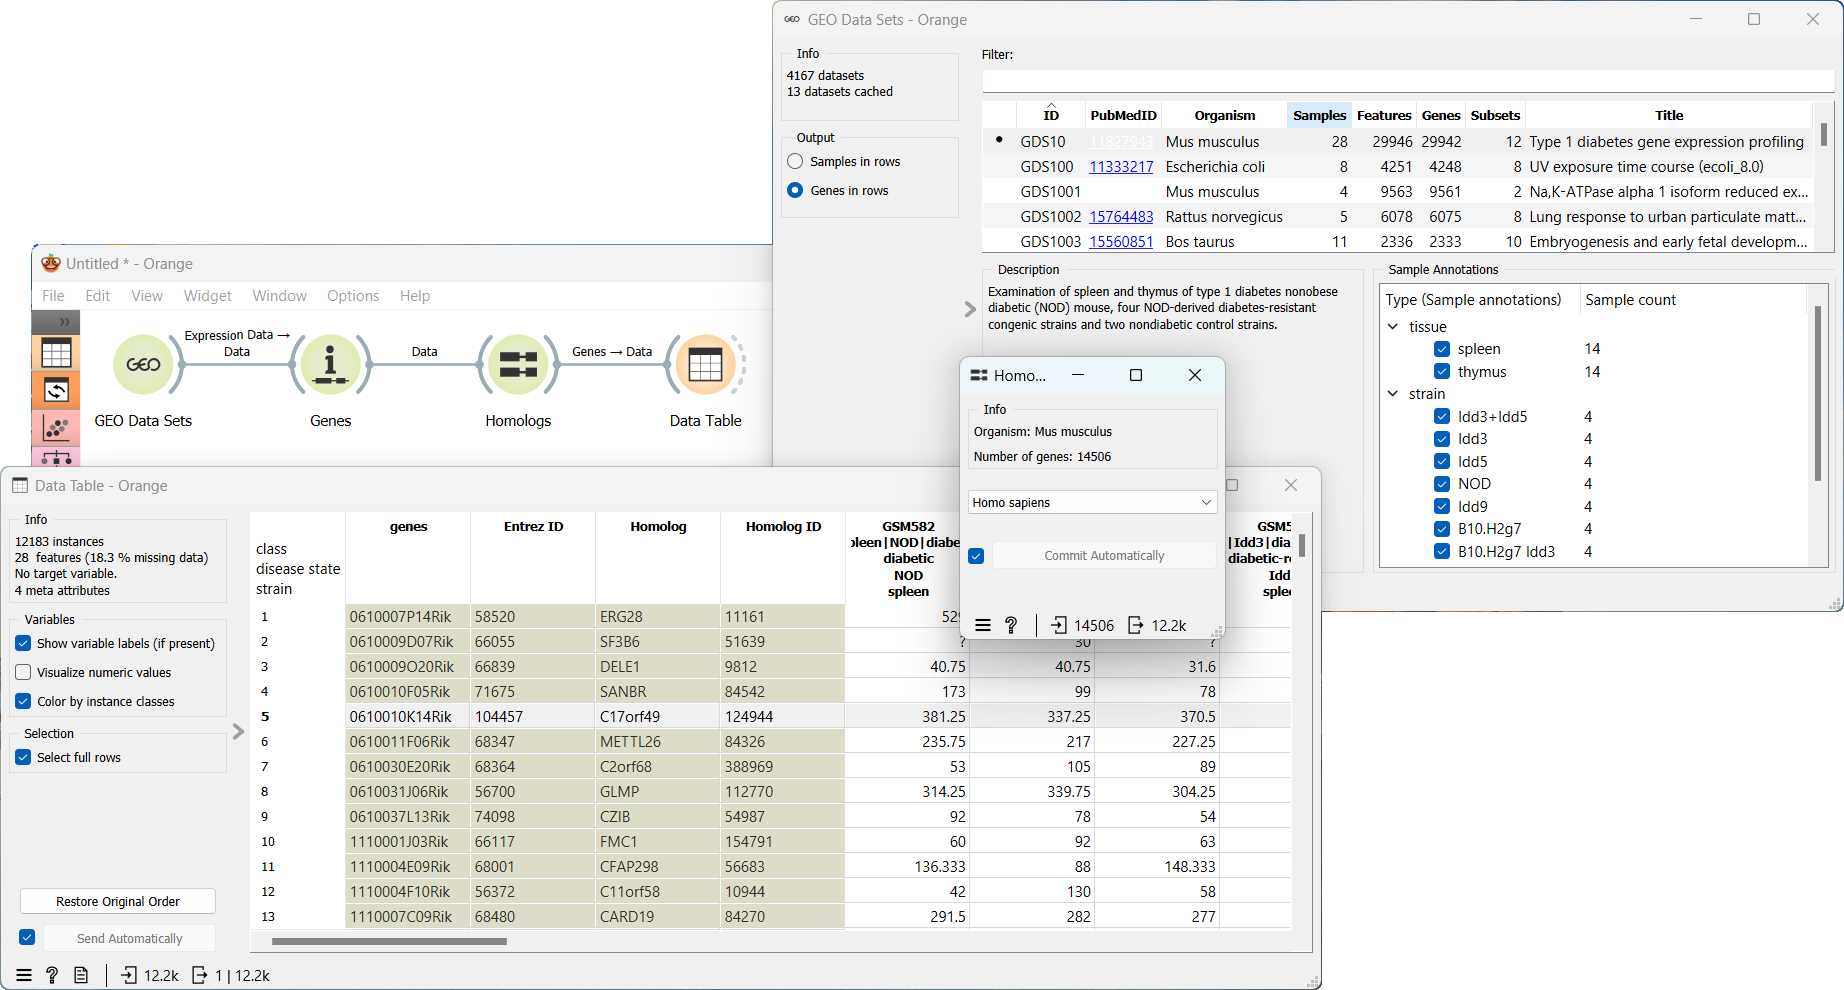 GEO Data Sets - Orange
Info
4167 datasets
13 datasets cached
Output
Samples in rows
Genes in rows
Filter:
ID PubMedID Organism Samples Features Genes Subsets Title
GDS10 11827943 Mus musculus 28 29946 29942 12 Type 1 diabetes gene expression profiling
GDS100 11333217 Escherichia coli 8 4251 4248 8 UV exposure time course (ecoli_8.0)
GDS1001 Mus musculus 4 9563 9561 2 Na,K-ATPase alpha 1 isoform reduced ex...
GDS1002 15764483 Rattus norvegicus 5 6078 6075 8 Lung response to urban particulate matt...
GDS1003 15560851 Bos taurus 11 2336 2333 10 Embryogenesis and early fetal developm...
Description
Examination of spleen and thymus of type 1 diabetes nonobese
diabetic (NOD) mouse, four NOD-derived diabetes-resistant
congenic strains and two nondiabetic control strains.
Sample Annotations
Type (Sample annotations) Sample count
tissue
spleen 14
thymus 14
strain
Idd3+Idd5 4
Idd3 4
Idd5 4
NOD 4
Idd9 4
B10.H2g7 4
B10.H2g7 Idd3 4
Untitled * - Orange
File Edit View Widget Window Options Help
GEO
Expression Data → Data
Data
Genes → Data
GEO Data Sets
Genes
Homologs
Data Table
Homo...
Info
Organism: Mus musculus
Number of genes: 14506
Homo sapiens
Commit Automatically
14506 12.2k
Data Table - Orange
Info
12183 instances
28 features (18.3 % missing data)
No target variable.
4 meta attributes
Variables
Show variable labels (if present)
Visualize numeric values
Color by instance classes
Selection
Select full rows
Restore Original Order
Send Automatically
12.2k 1 | 12.2k
genes Entrez ID Homolog Homolog ID GSM582
class
disease state diabetic
strain NOD
spleen
1 0610007P14Rik 58520 ERG28 11161
2 0610009D07Rik 66055 SF3B6 51639 ? 30 ?
3 0610009O20Rik 66839 DELE1 9812 40.75 40.75 31.6
4 0610010F05Rik 71675 SANBR 84542 173 99 78
5 0610010K14Rik 104457 C17orf49 124944 381.25 337.25 370.5
6 0610011F06Rik 68347 METTL26 84326 235.75 217 227.25
7 0610030E20Rik 68364 C2orf68 388969 53 105 89
8 0610031J06Rik 56700 GLMP 112770 314.25 339.75 304.25
9 0610037L13Rik 74098 CZIB 54987 92 78 54
10 1110001J03Rik 66117 FMC1 154791 60 92 63
11 1110004E09Rik 68001 CFAP298 56683 136.333 88 148.333
12 1110004F10Rik 56372 C11orf58 10944 42 130 58
13 1110007C09Rik 68480 CARD19 84270 291.5 282 277